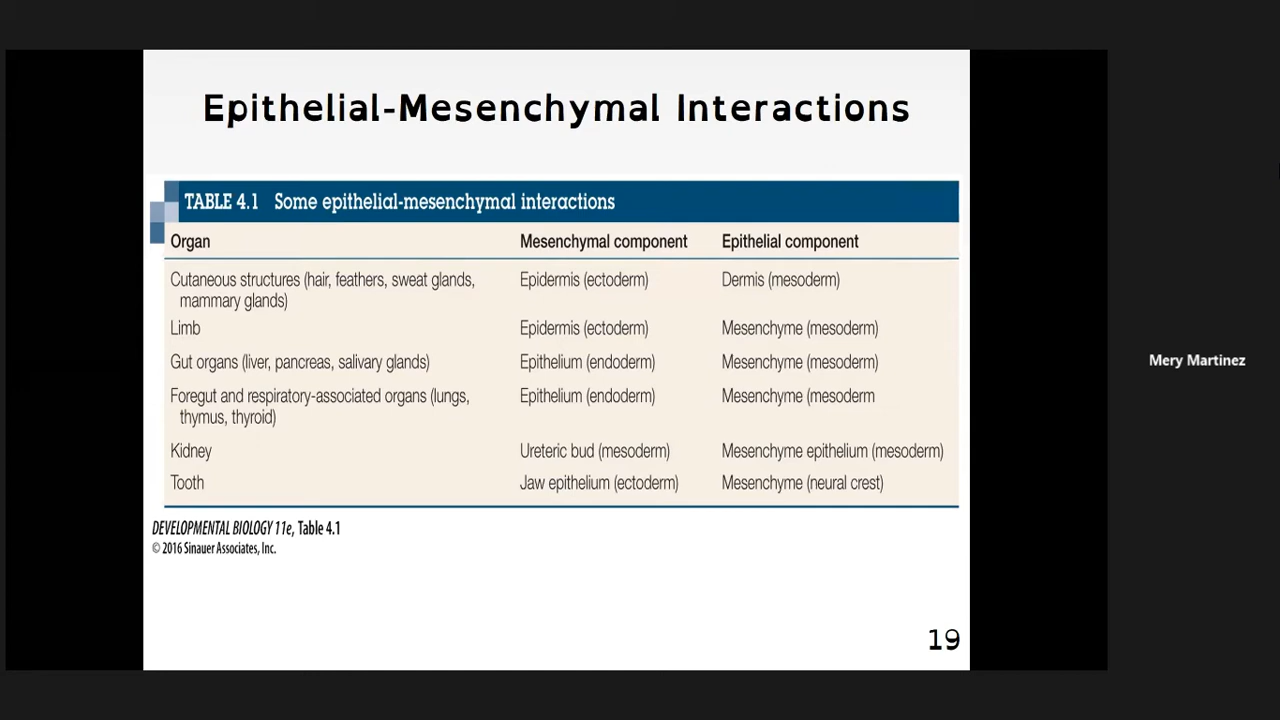 Epithelial-Mesenchymal Interactions
TABLE 4.1 Some epithelial-mesenchymal interactions
Organ Mesenchymal component Epithelial component
Cutaneous structures (hair, feathers, sweat glands, Epidermis (ectoderm) Dermis (mesoderm)
mammary glands)
Limb Epidermis (ectoderm) Mesenchyme (mesoderm)
Gut organs (liver, pancreas, salivary glands) Epithelium (endoderm) Mesenchyme (mesoderm)
Foregut and respiratory-associated organs (lungs, Epithelium (endoderm) Mesenchyme (mesoderm
thymus, thyroid)
Kidney Ureteric bud (mesoderm) Mesenchyme epithelium (mesoderm)
Tooth Jaw epithelium (ectoderm) Mesenchyme (neural crest)
DEVELOPMENTAL BIOLOGY 11e, Table 4.1
© 2016 Sinauer Associates, Inc.
19
Mery Martinez